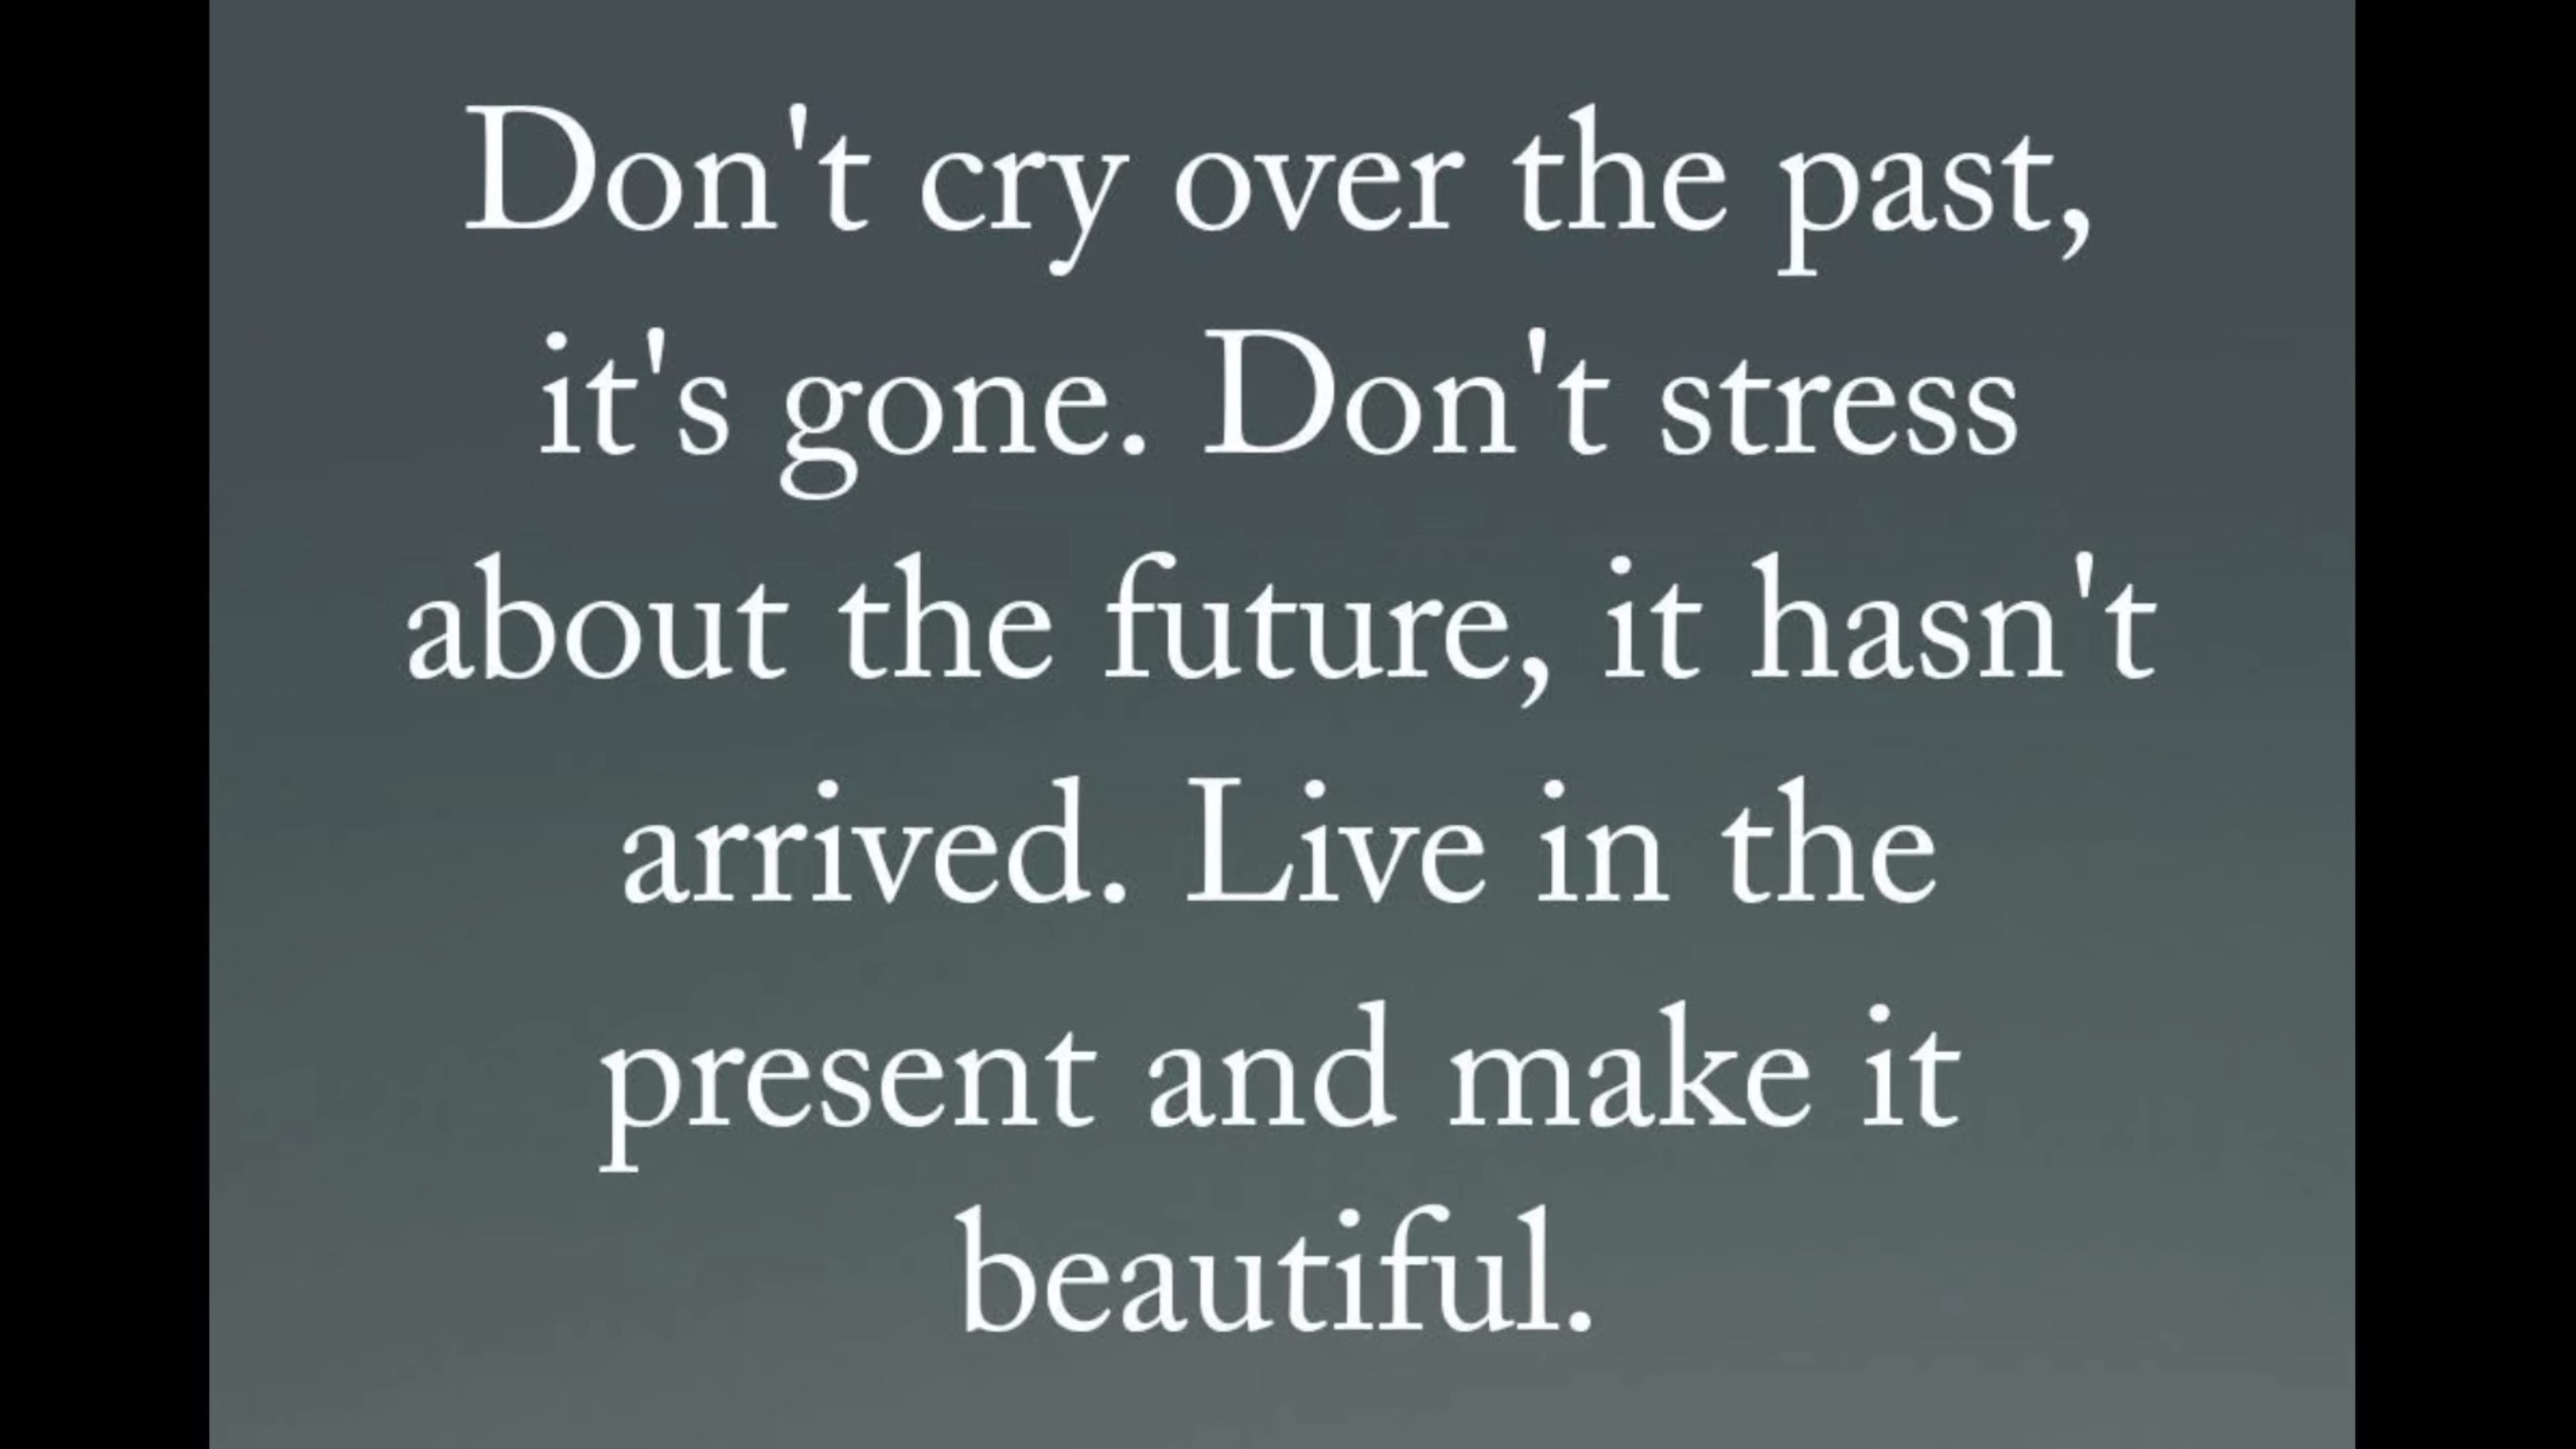 Don't cry over the past,
it's gone. Don't stress
about the future, it hasn't
arrived. Live in the
present and make it
beautiful.